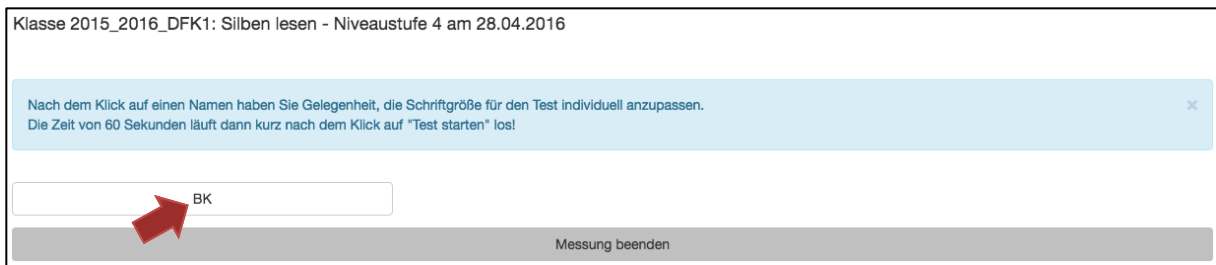 Klasse 2015_2016_DFK1: Silben lesen - Niveaustufe 4 am 28.04.2016
Nach dem Klick auf einen Namen haben Sie Gelegenheit, die Schriftgröße für den Test individuell anzupassen.
Die Zeit von 60 Sekunden läuft dann kurz nach dem Klick auf "Test starten" los!
×
BK
Messung beenden